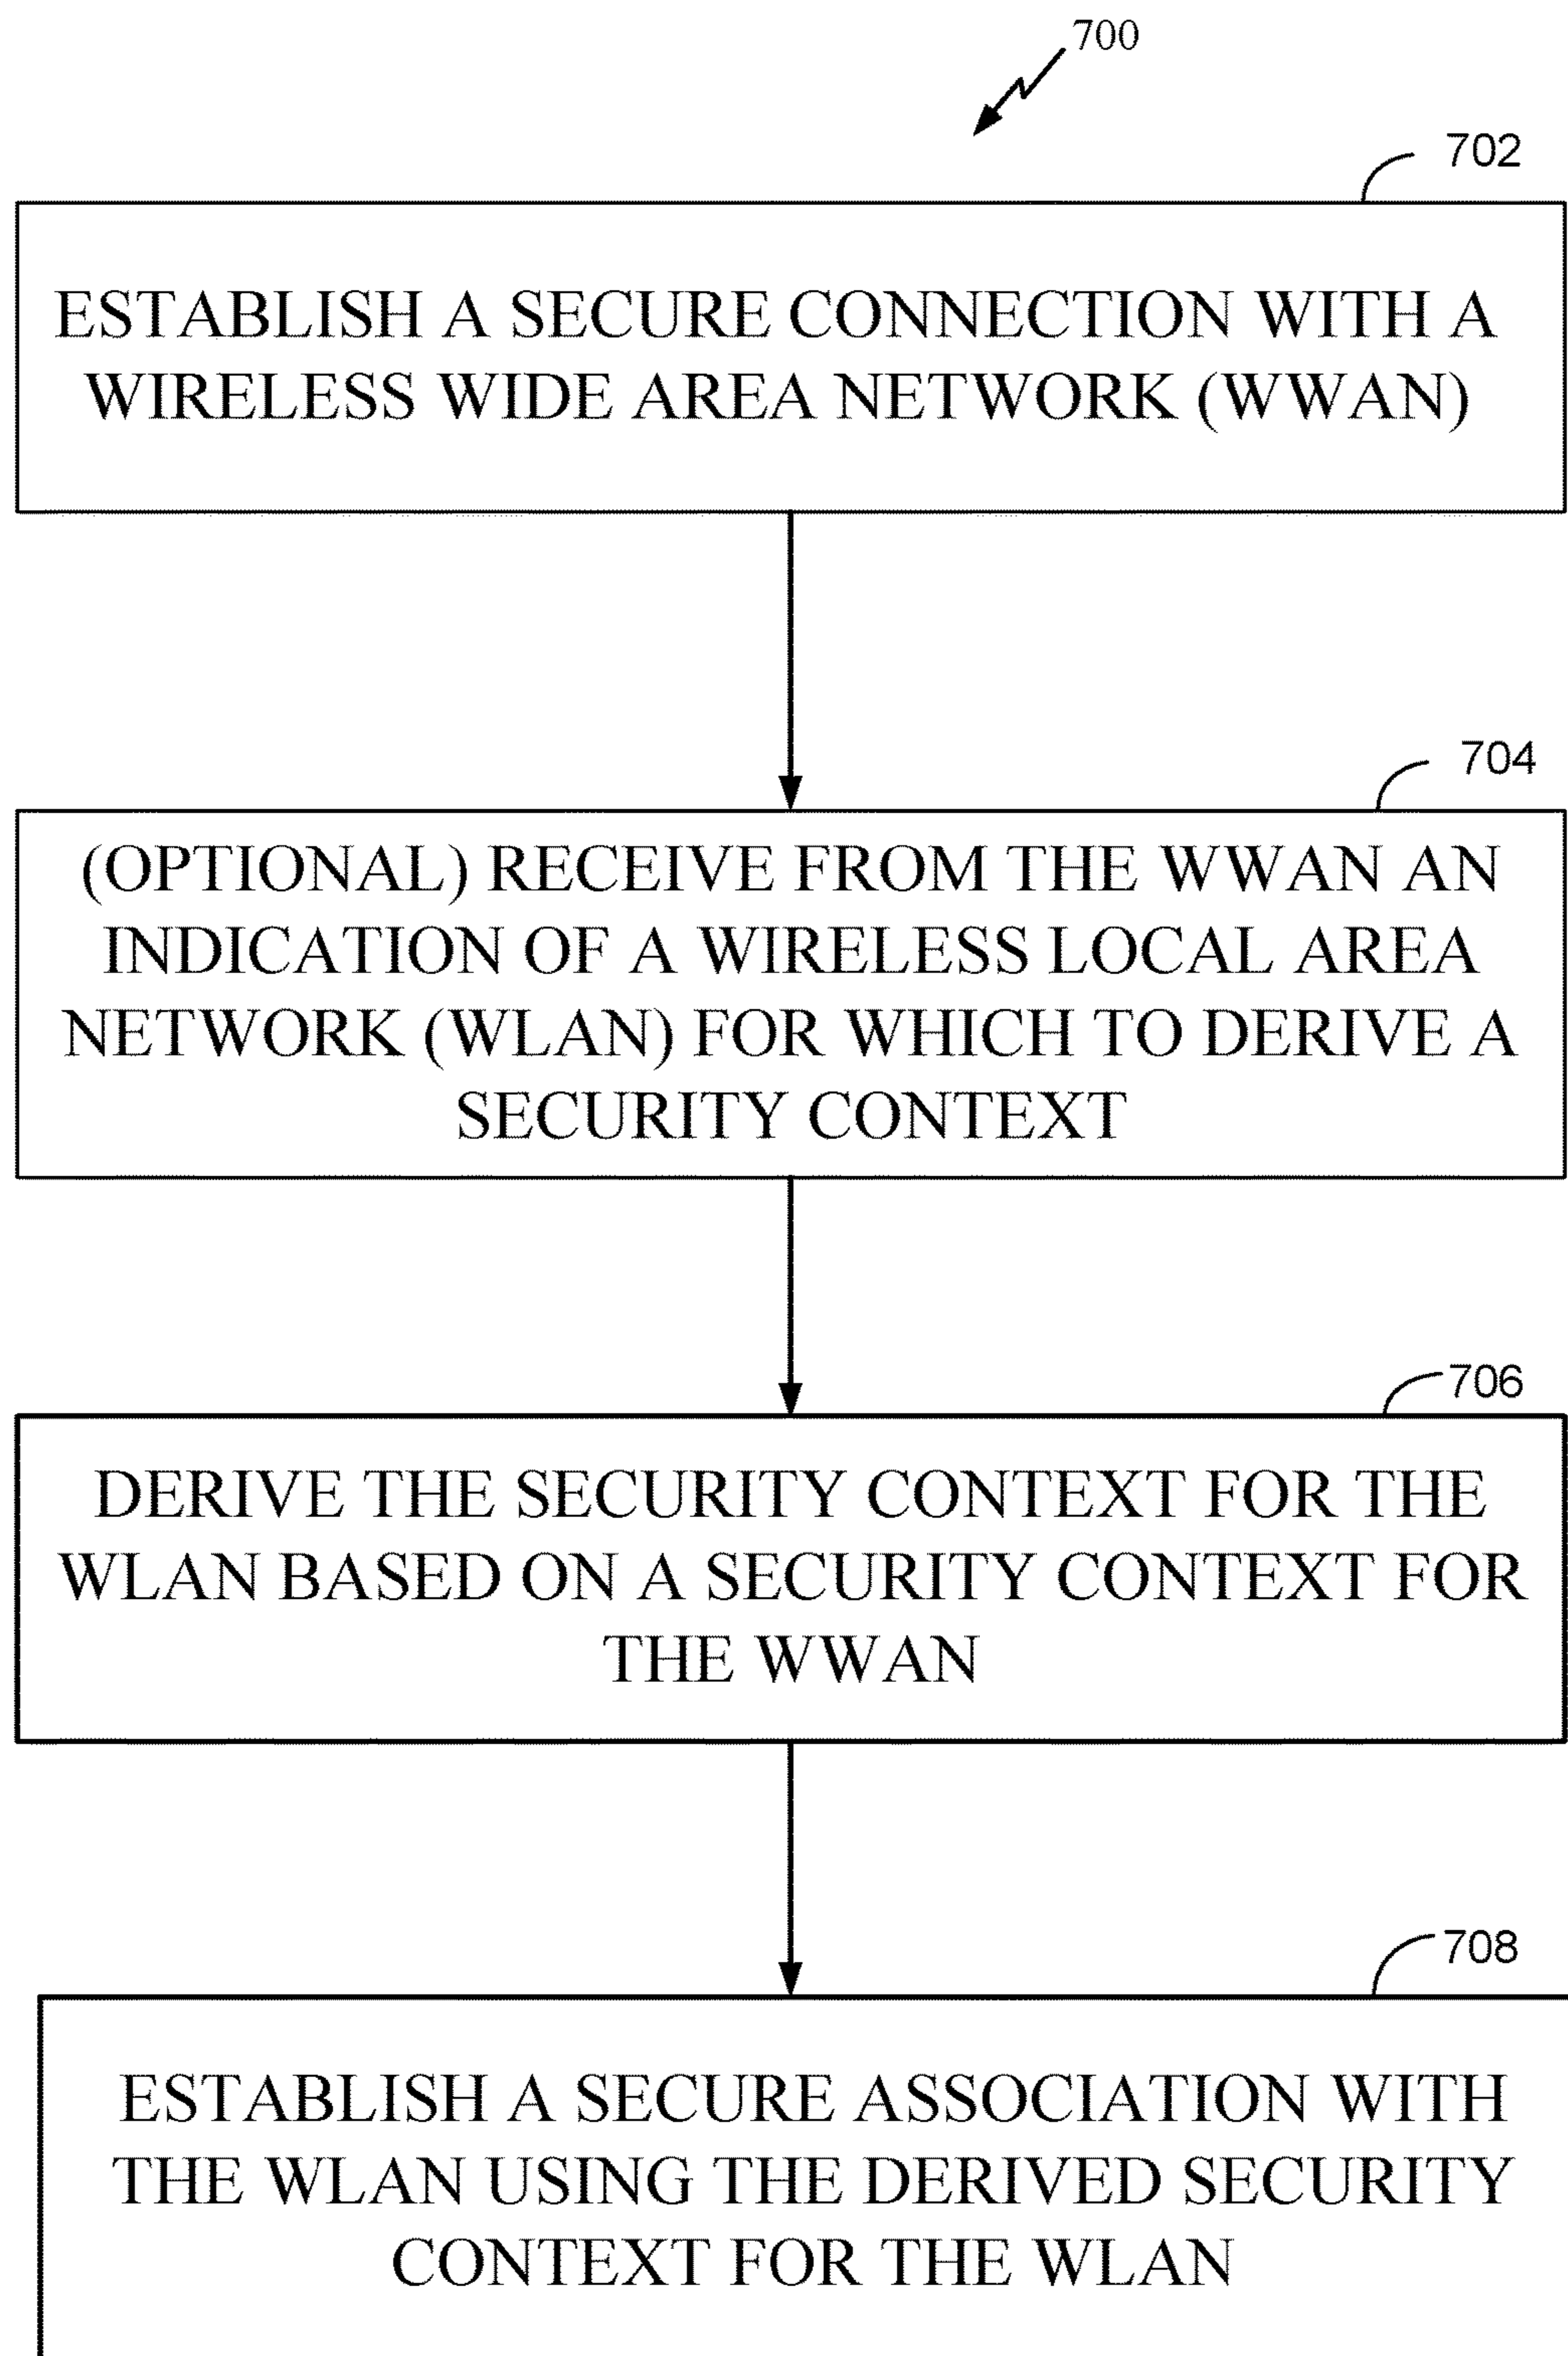 700
702
ESTABLISH A SECURE CONNECTION WITH A
WIRELESS WIDE AREA NETWORK (WWAN)
704
(OPTIONAL) RECEIVE FROM THE WWAN AN
INDICATION OF A WIRELESS LOCAL AREA
NETWORK (WLAN) FOR WHICH TO DERIVE A
SECURITY CONTEXT
706
DERIVE THE SECURITY CONTEXT FOR THE
WLAN BASED ON A SECURITY CONTEXT FOR
THE WWAN
708
ESTABLISH A SECURE ASSOCIATION WITH
THE WLAN USING THE DERIVED SECURITY
CONTEXT FOR THE WLAN